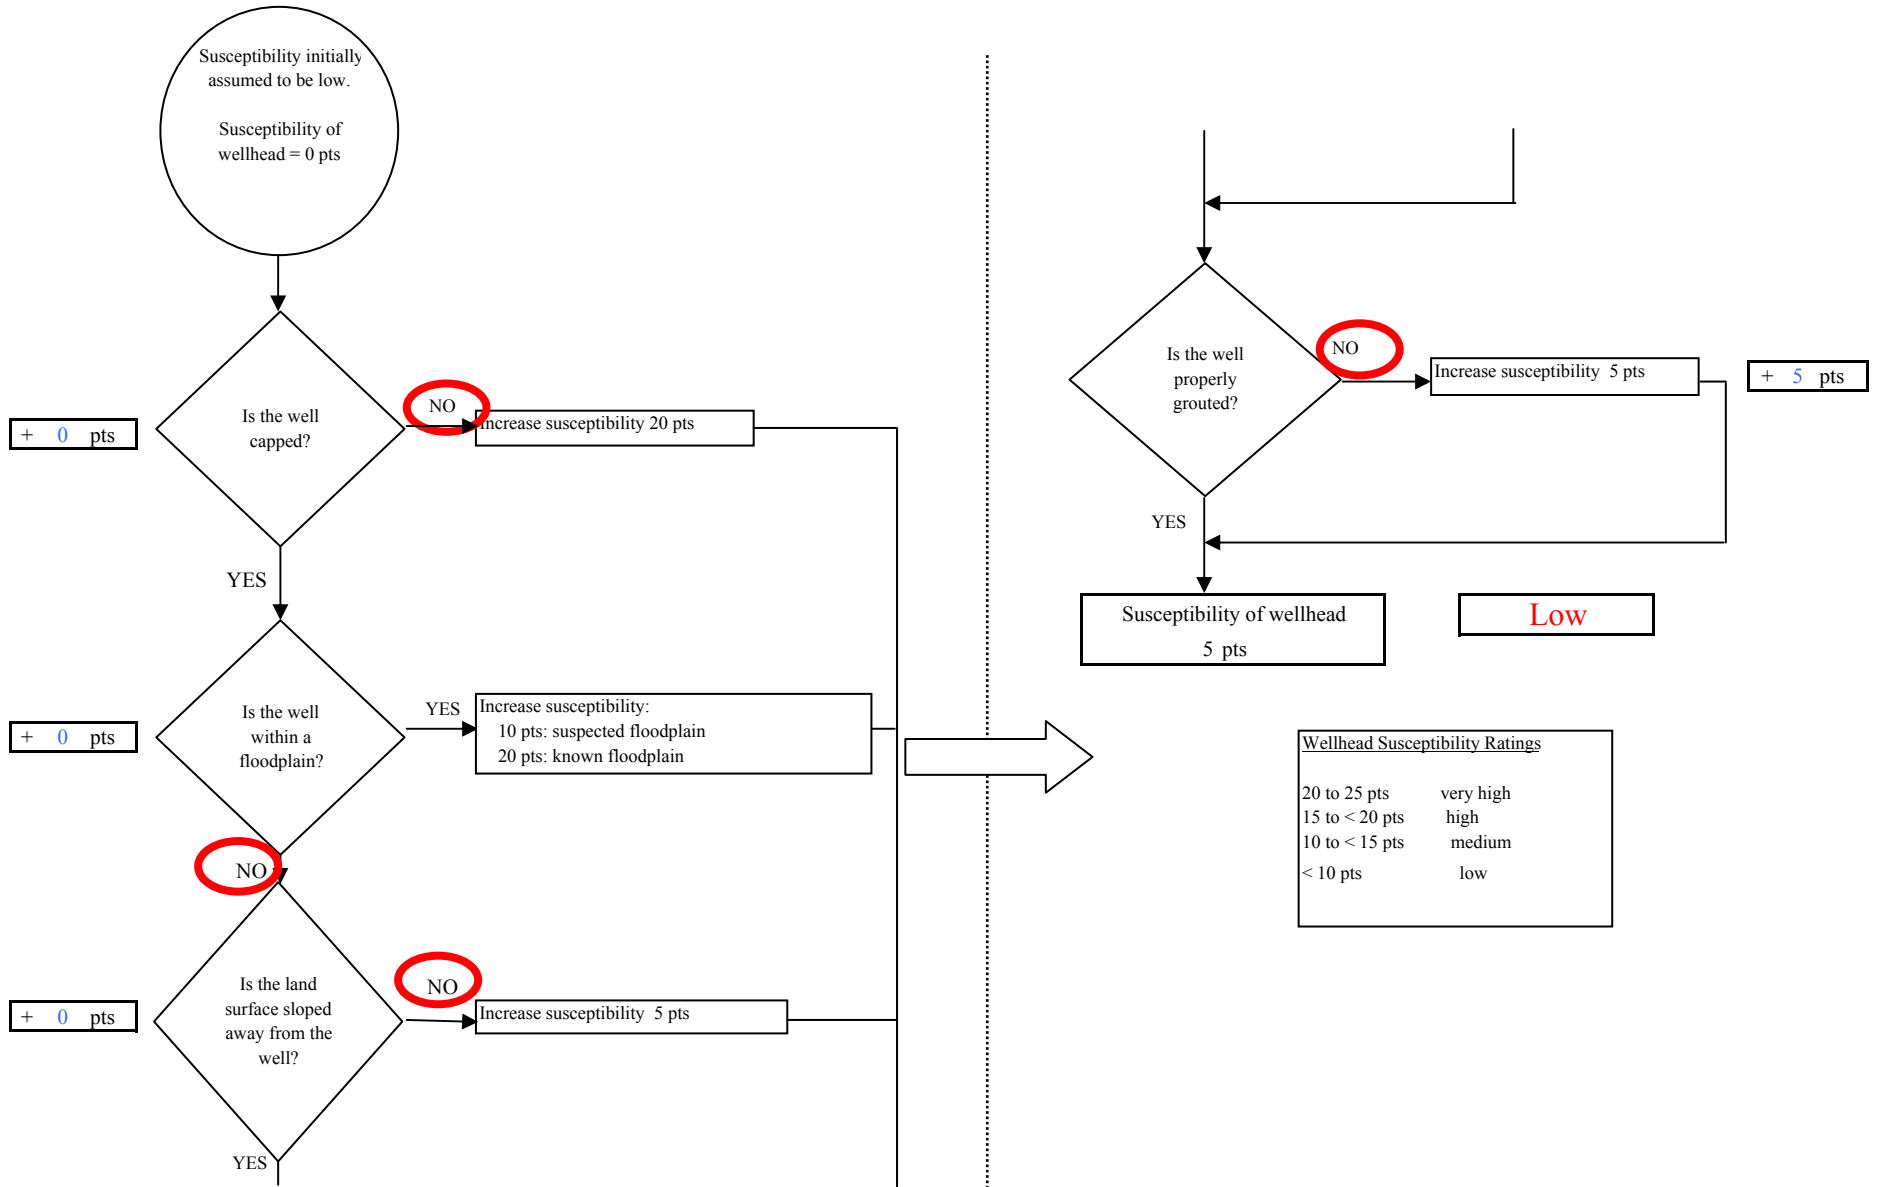 Susceptibility initially
assumed to be low.
Susceptibility of
wellhead = 0 pts
Is the well
capped?
NO
Increase susceptibility 20 pts
+ 0 pts
YES
Is the well
within a
floodplain?
YES
Increase susceptibility:
10 pts: suspected floodplain
20 pts: known floodplain
+ 0 pts
NO
Is the land
surface sloped
away from the
well?
NO
Increase susceptibility 5 pts
+ 0 pts
YES
Is the well
properly
grouted?
NO
Increase susceptibility 5 pts
+ 5 pts
YES
Susceptibility of wellhead
5 pts
Low
Wellhead Susceptibility Ratings
20 to 25 pts very high
15 to < 20 pts high
10 to < 15 pts medium
< 10 pts low